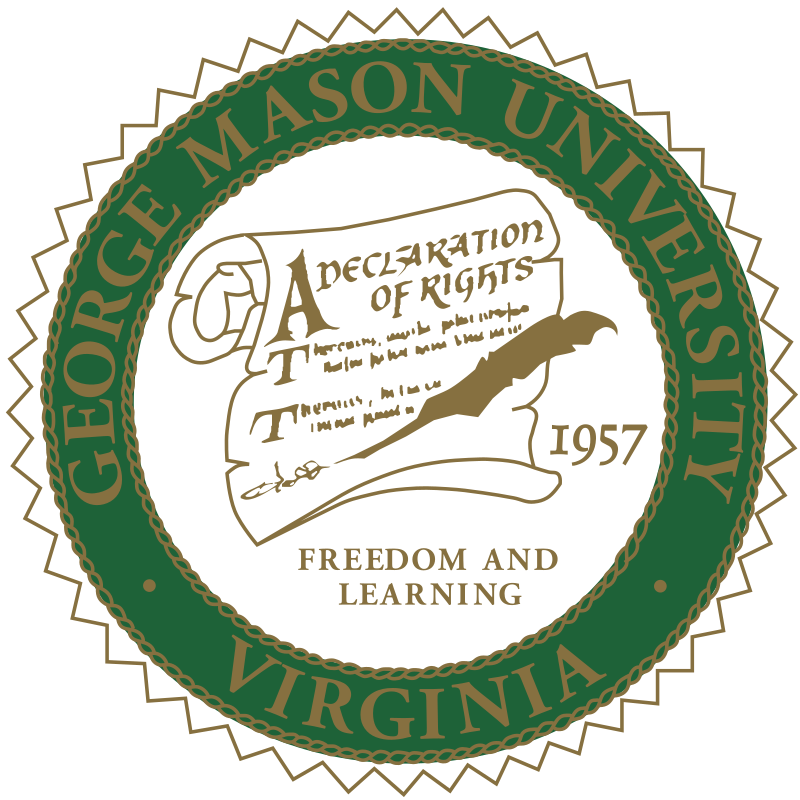 GEORGE MASON UNIVERSITY
A DECLARATION
OF RIGHTS
1957
FREEDOM AND
LEARNING
VIRGINIA